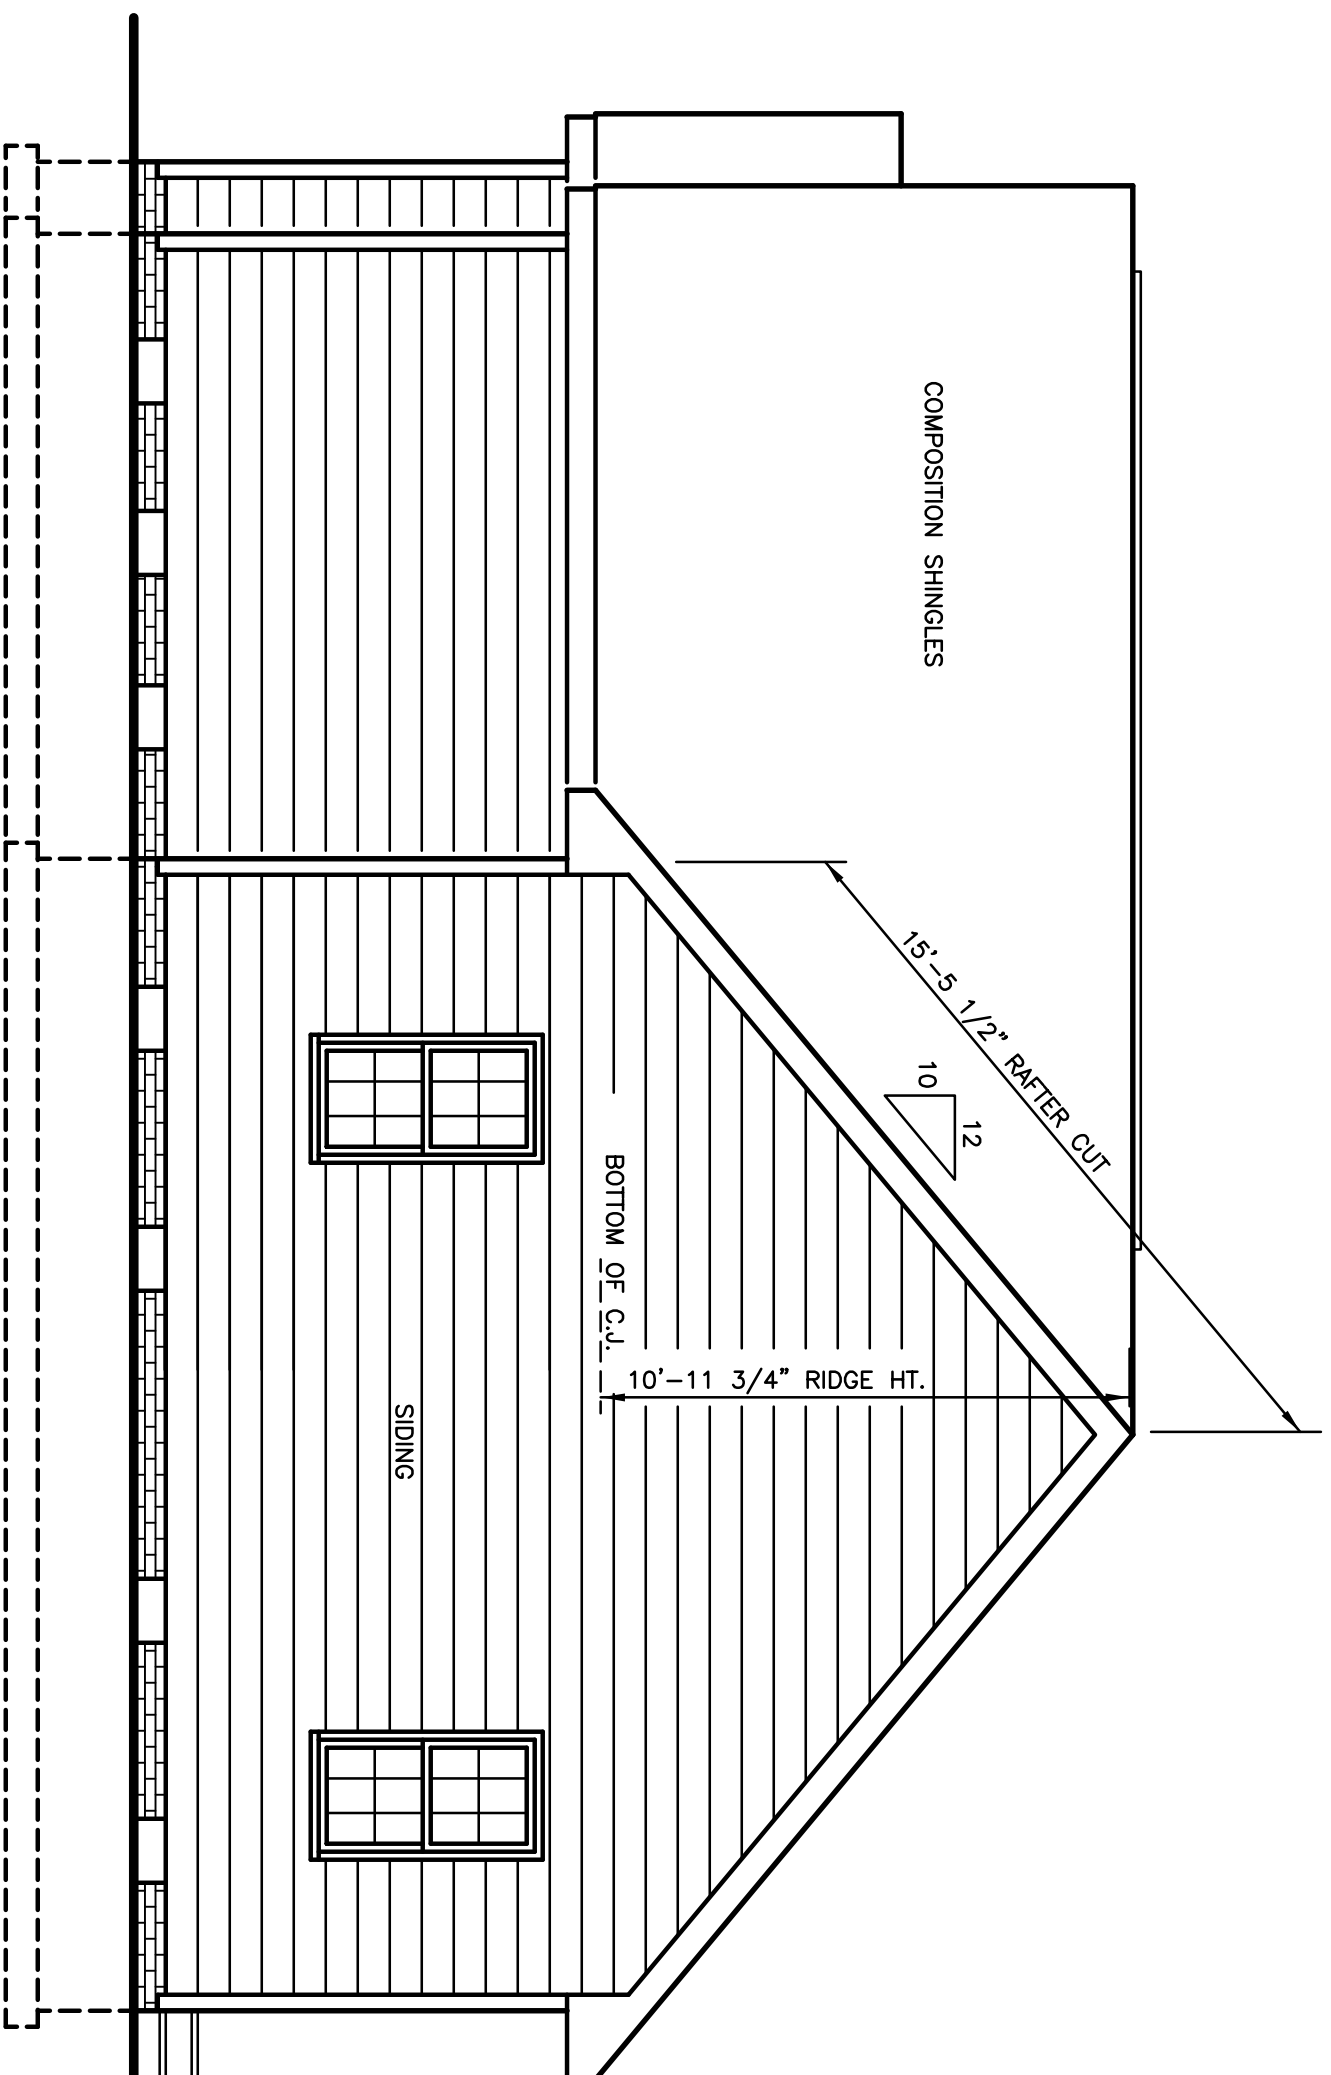 COMPOSITION SHINGLES
15'-5 1/2" RAFTER CUT
12
10
BOTTOM OF C.J.
10'-11 3/4" RIDGE HT.
SIDING